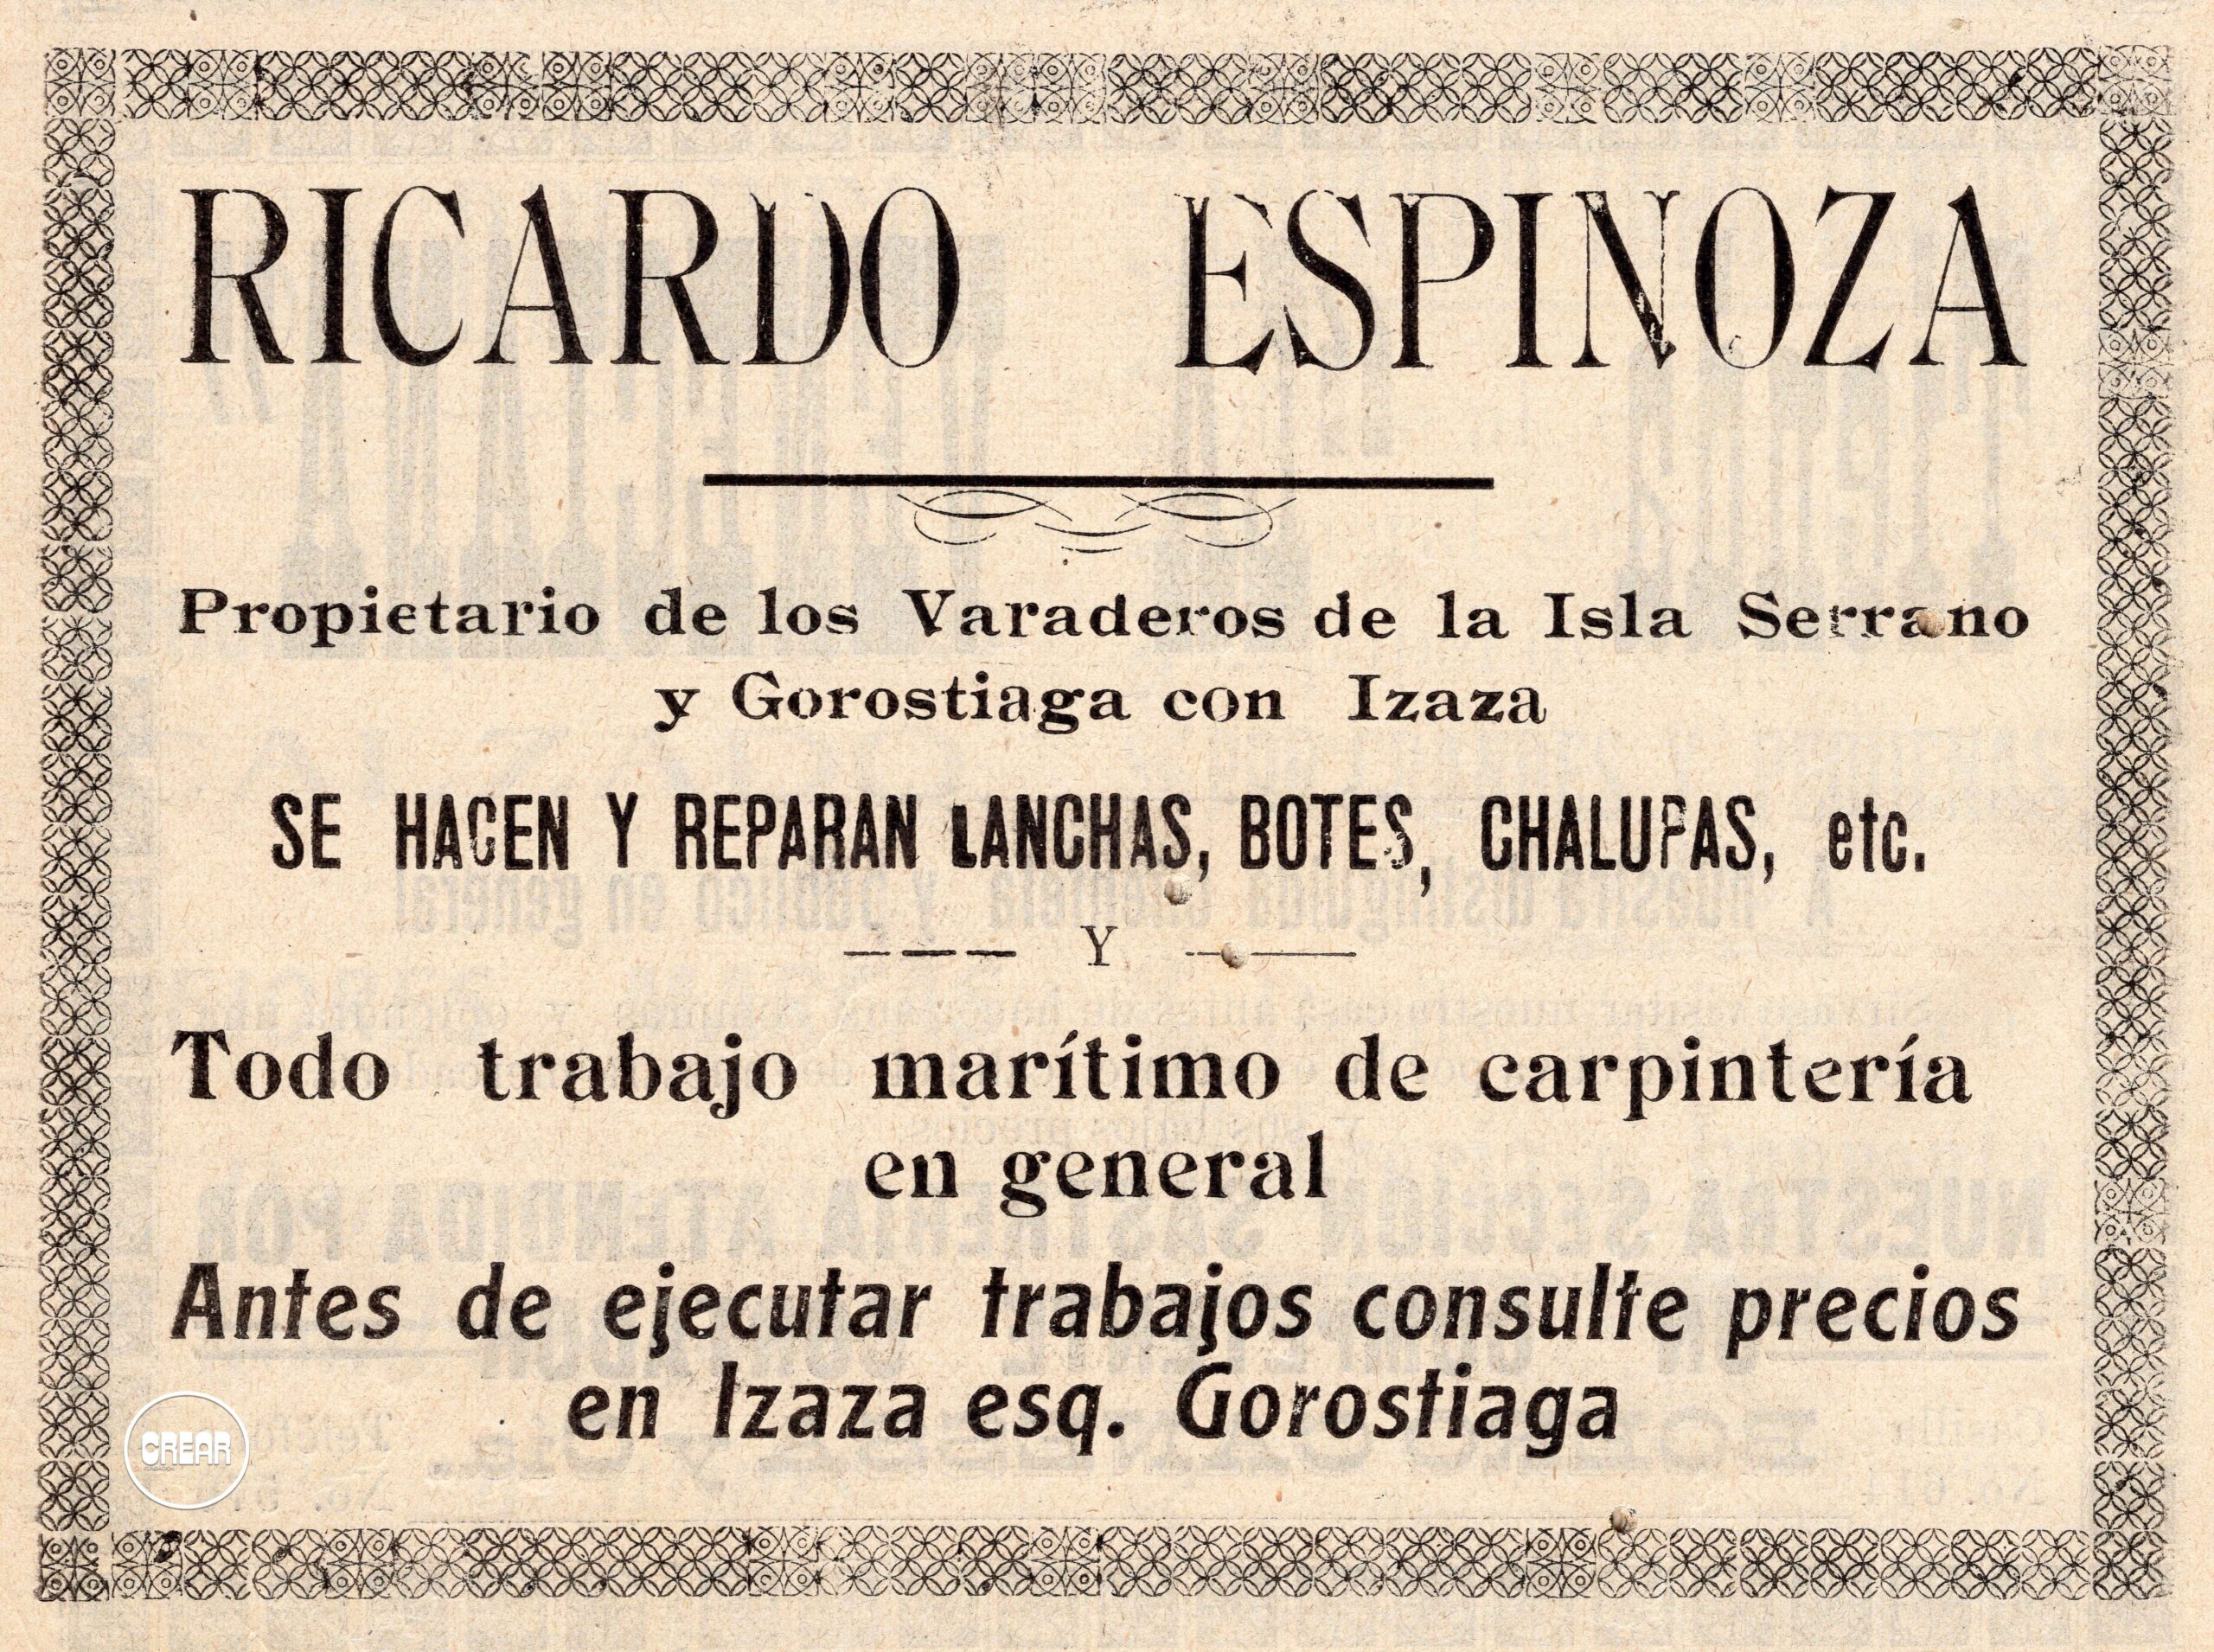 RICARDO ESPINOZA
Propietario de los Varaderos de la Isla Serrano
y Gorostiaga con Izaza
SE HACEN Y REPARAN LANCHAS, BOTES, CHALUPAS, etc.
Y
Todo trabajo marítimo de carpintería
en general
Antes de ejecutar trabajos consulte precios
en Izaza esq. Gorostiaga
CREAR